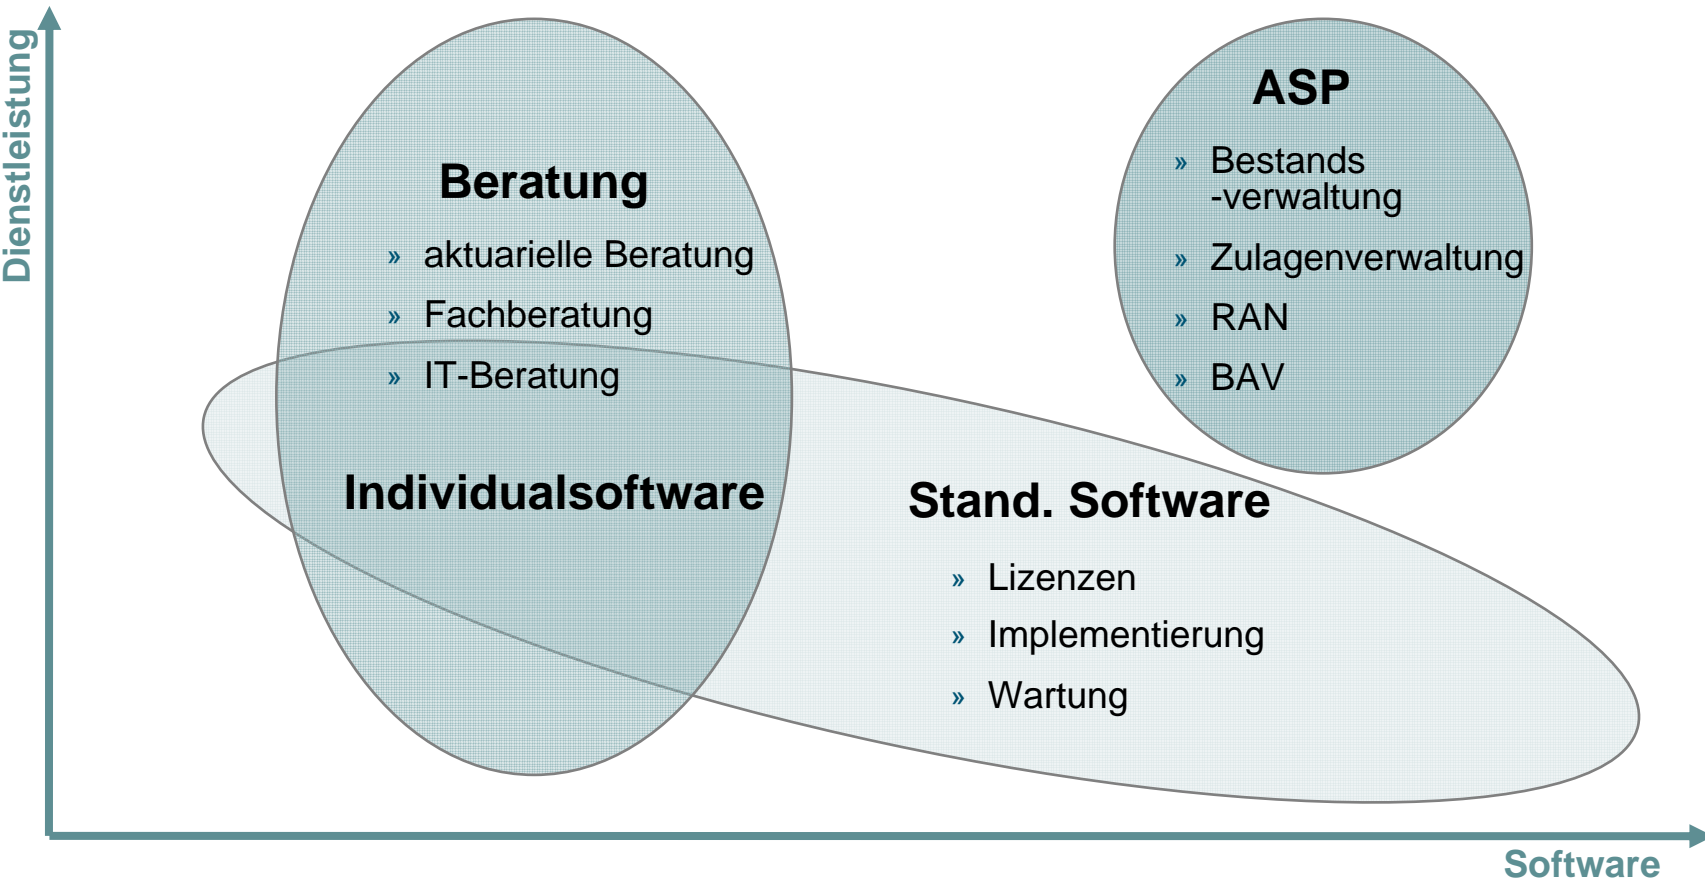 Dienstleistung
Beratung
» aktuarielle Beratung
» Fachberatung
» IT-Beratung
Individualsoftware
ASP
» Bestands
-verwaltung
» Zulagenverwaltung
» RAN
» BAV
Stand. Software
» Lizenzen
» Implementierung
» Wartung
Software